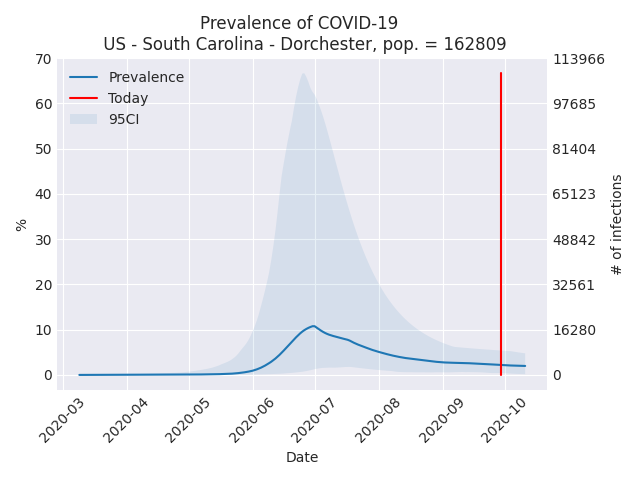 Prevalence of COVID-19
US - South Carolina - Dorchester, pop. = 162809
70 113966
60 97685
50 81404
40 65123
30 48842
20 32561
10 16280
0 0
Prevalence
Today
95CI
%
# of infections
2020-03 2020-04 2020-05 2020-06 2020-07 2020-08 2020-09 2020-10
Date